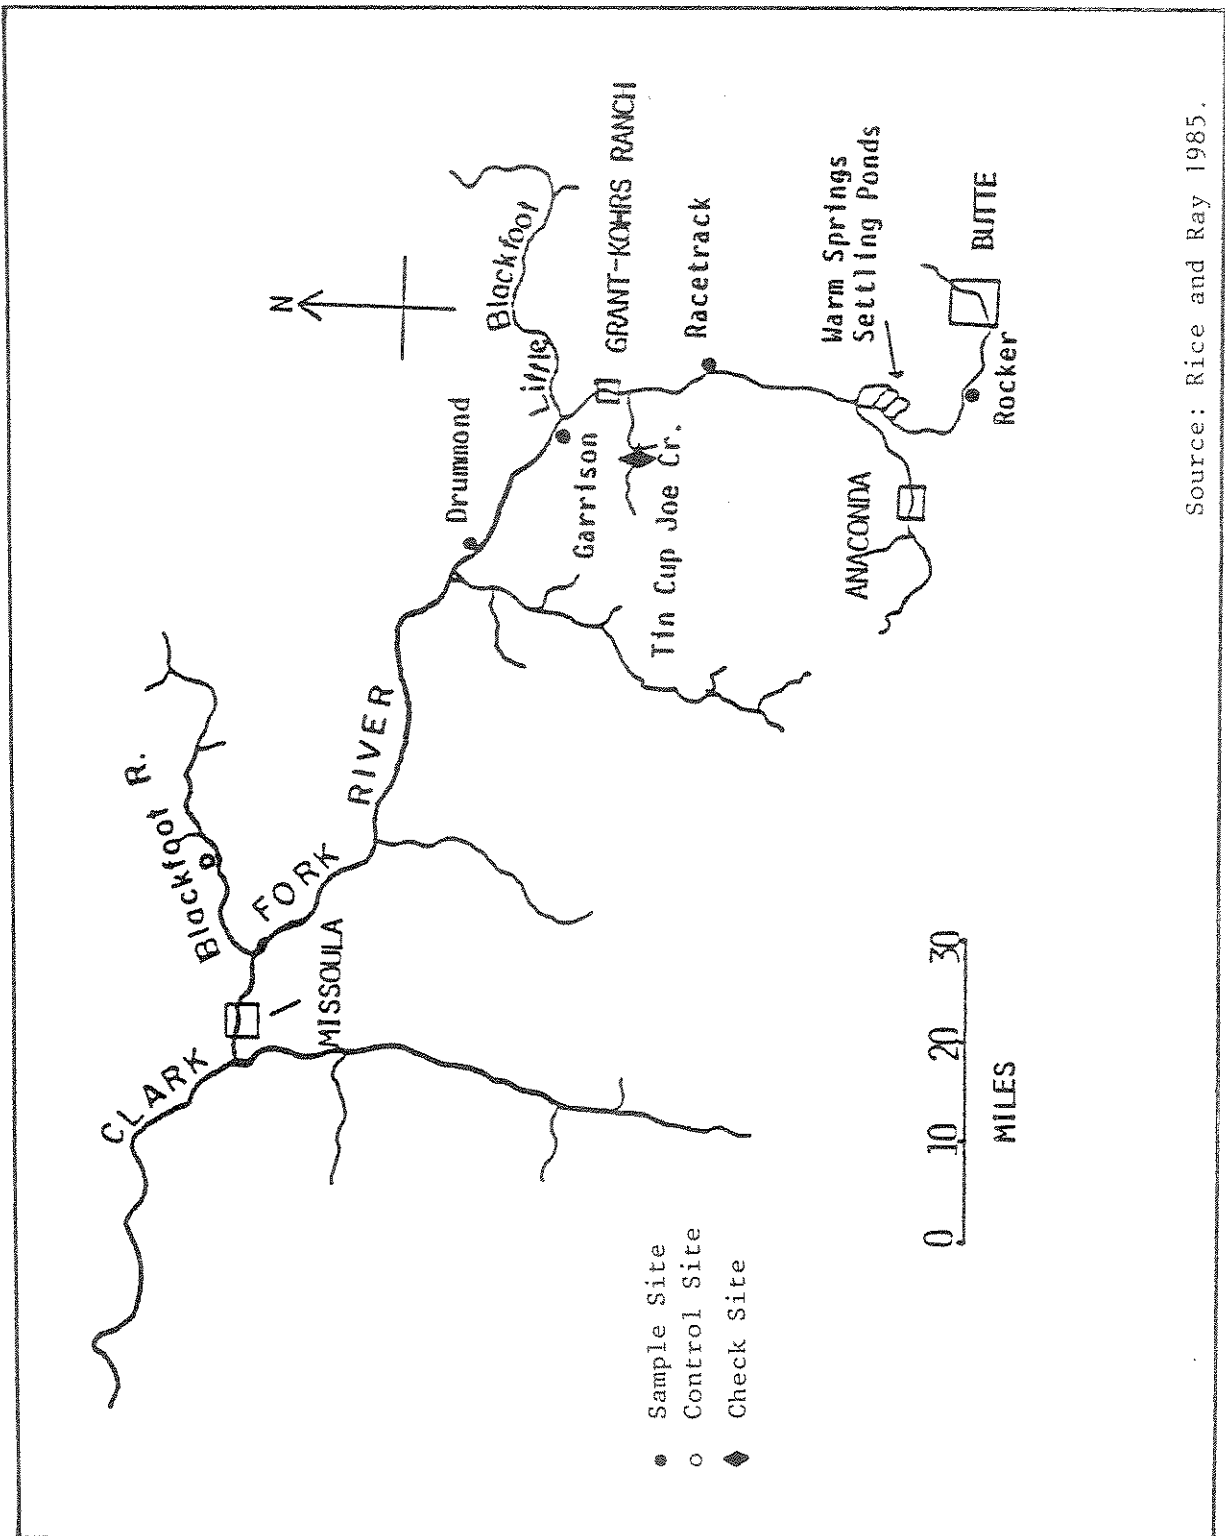 N
CLARK
FORK
RIVER
Blackfoot R.
MISSOULA
Drummond
Little
Blackfoot
Garrison
GRANT-KOHRS RANCH
Tin Cup Joe Cr.
Racetrack
Warm Springs
Settling Ponds
ANACONDA
Rocker
BUTTE
Sample Site
Control Site
Check Site
0 10 20 30
MILES
Source: Rice and Ray 1985.